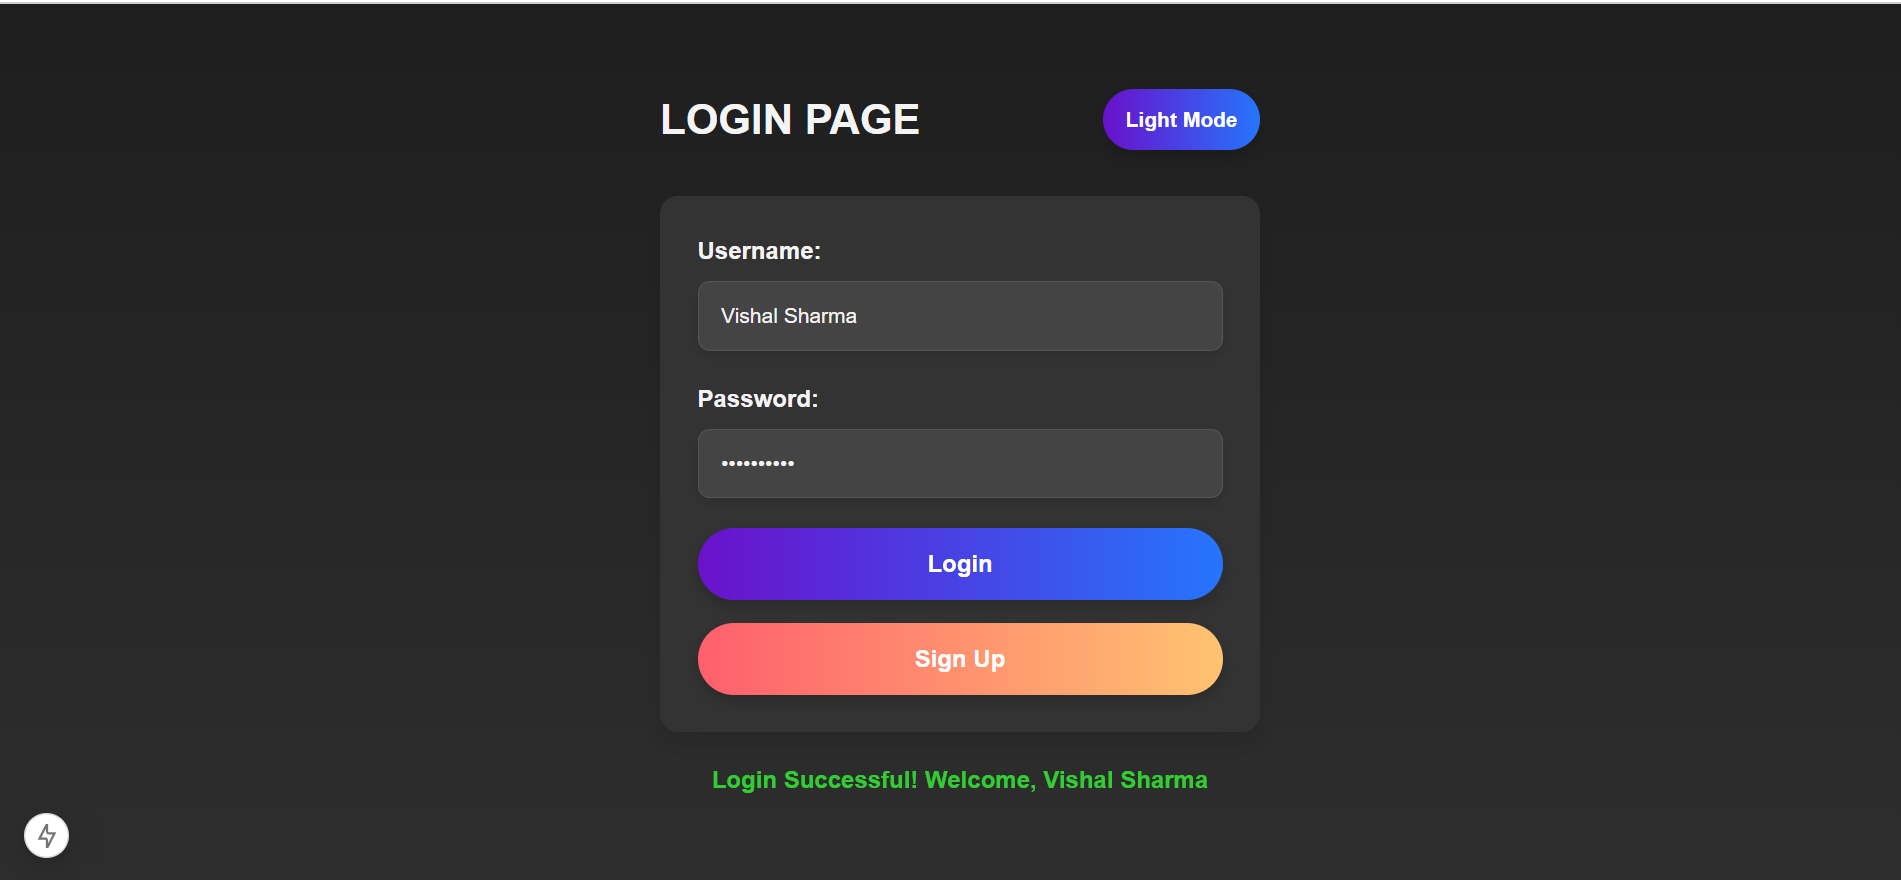 LOGIN PAGE
Light Mode
Username:
Vishal Sharma
Password:
••••••••••
Login
Sign Up
Login Successful! Welcome, Vishal Sharma